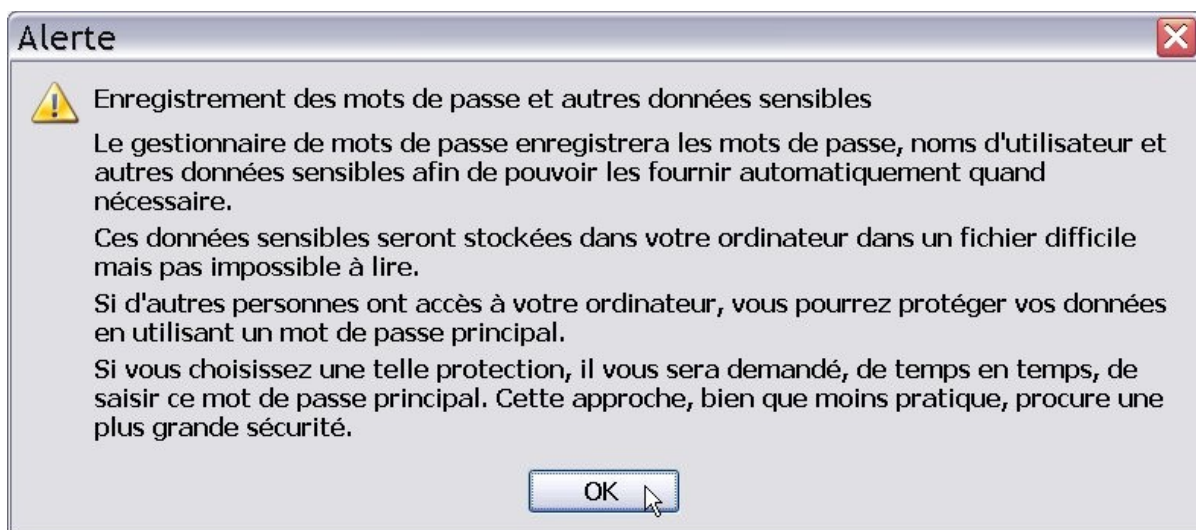 Alerte
Enregistrement des mots de passe et autres données sensibles
Le gestionnaire de mots de passe enregistrera les mots de passe, noms d'utilisateur et
autres données sensibles afin de pouvoir les fournir automatiquement quand
nécessaire.
Ces données sensibles seront stockées dans votre ordinateur dans un fichier difficile
mais pas impossible à lire.
Si d'autres personnes ont accès à votre ordinateur, vous pourrez protéger vos données
en utilisant un mot de passe principal.
Si vous choisissez une telle protection, il vous sera demandé, de temps en temps, de
saisir ce mot de passe principal. Cette approche, bien que moins pratique, procure une
plus grande sécurité.
OK